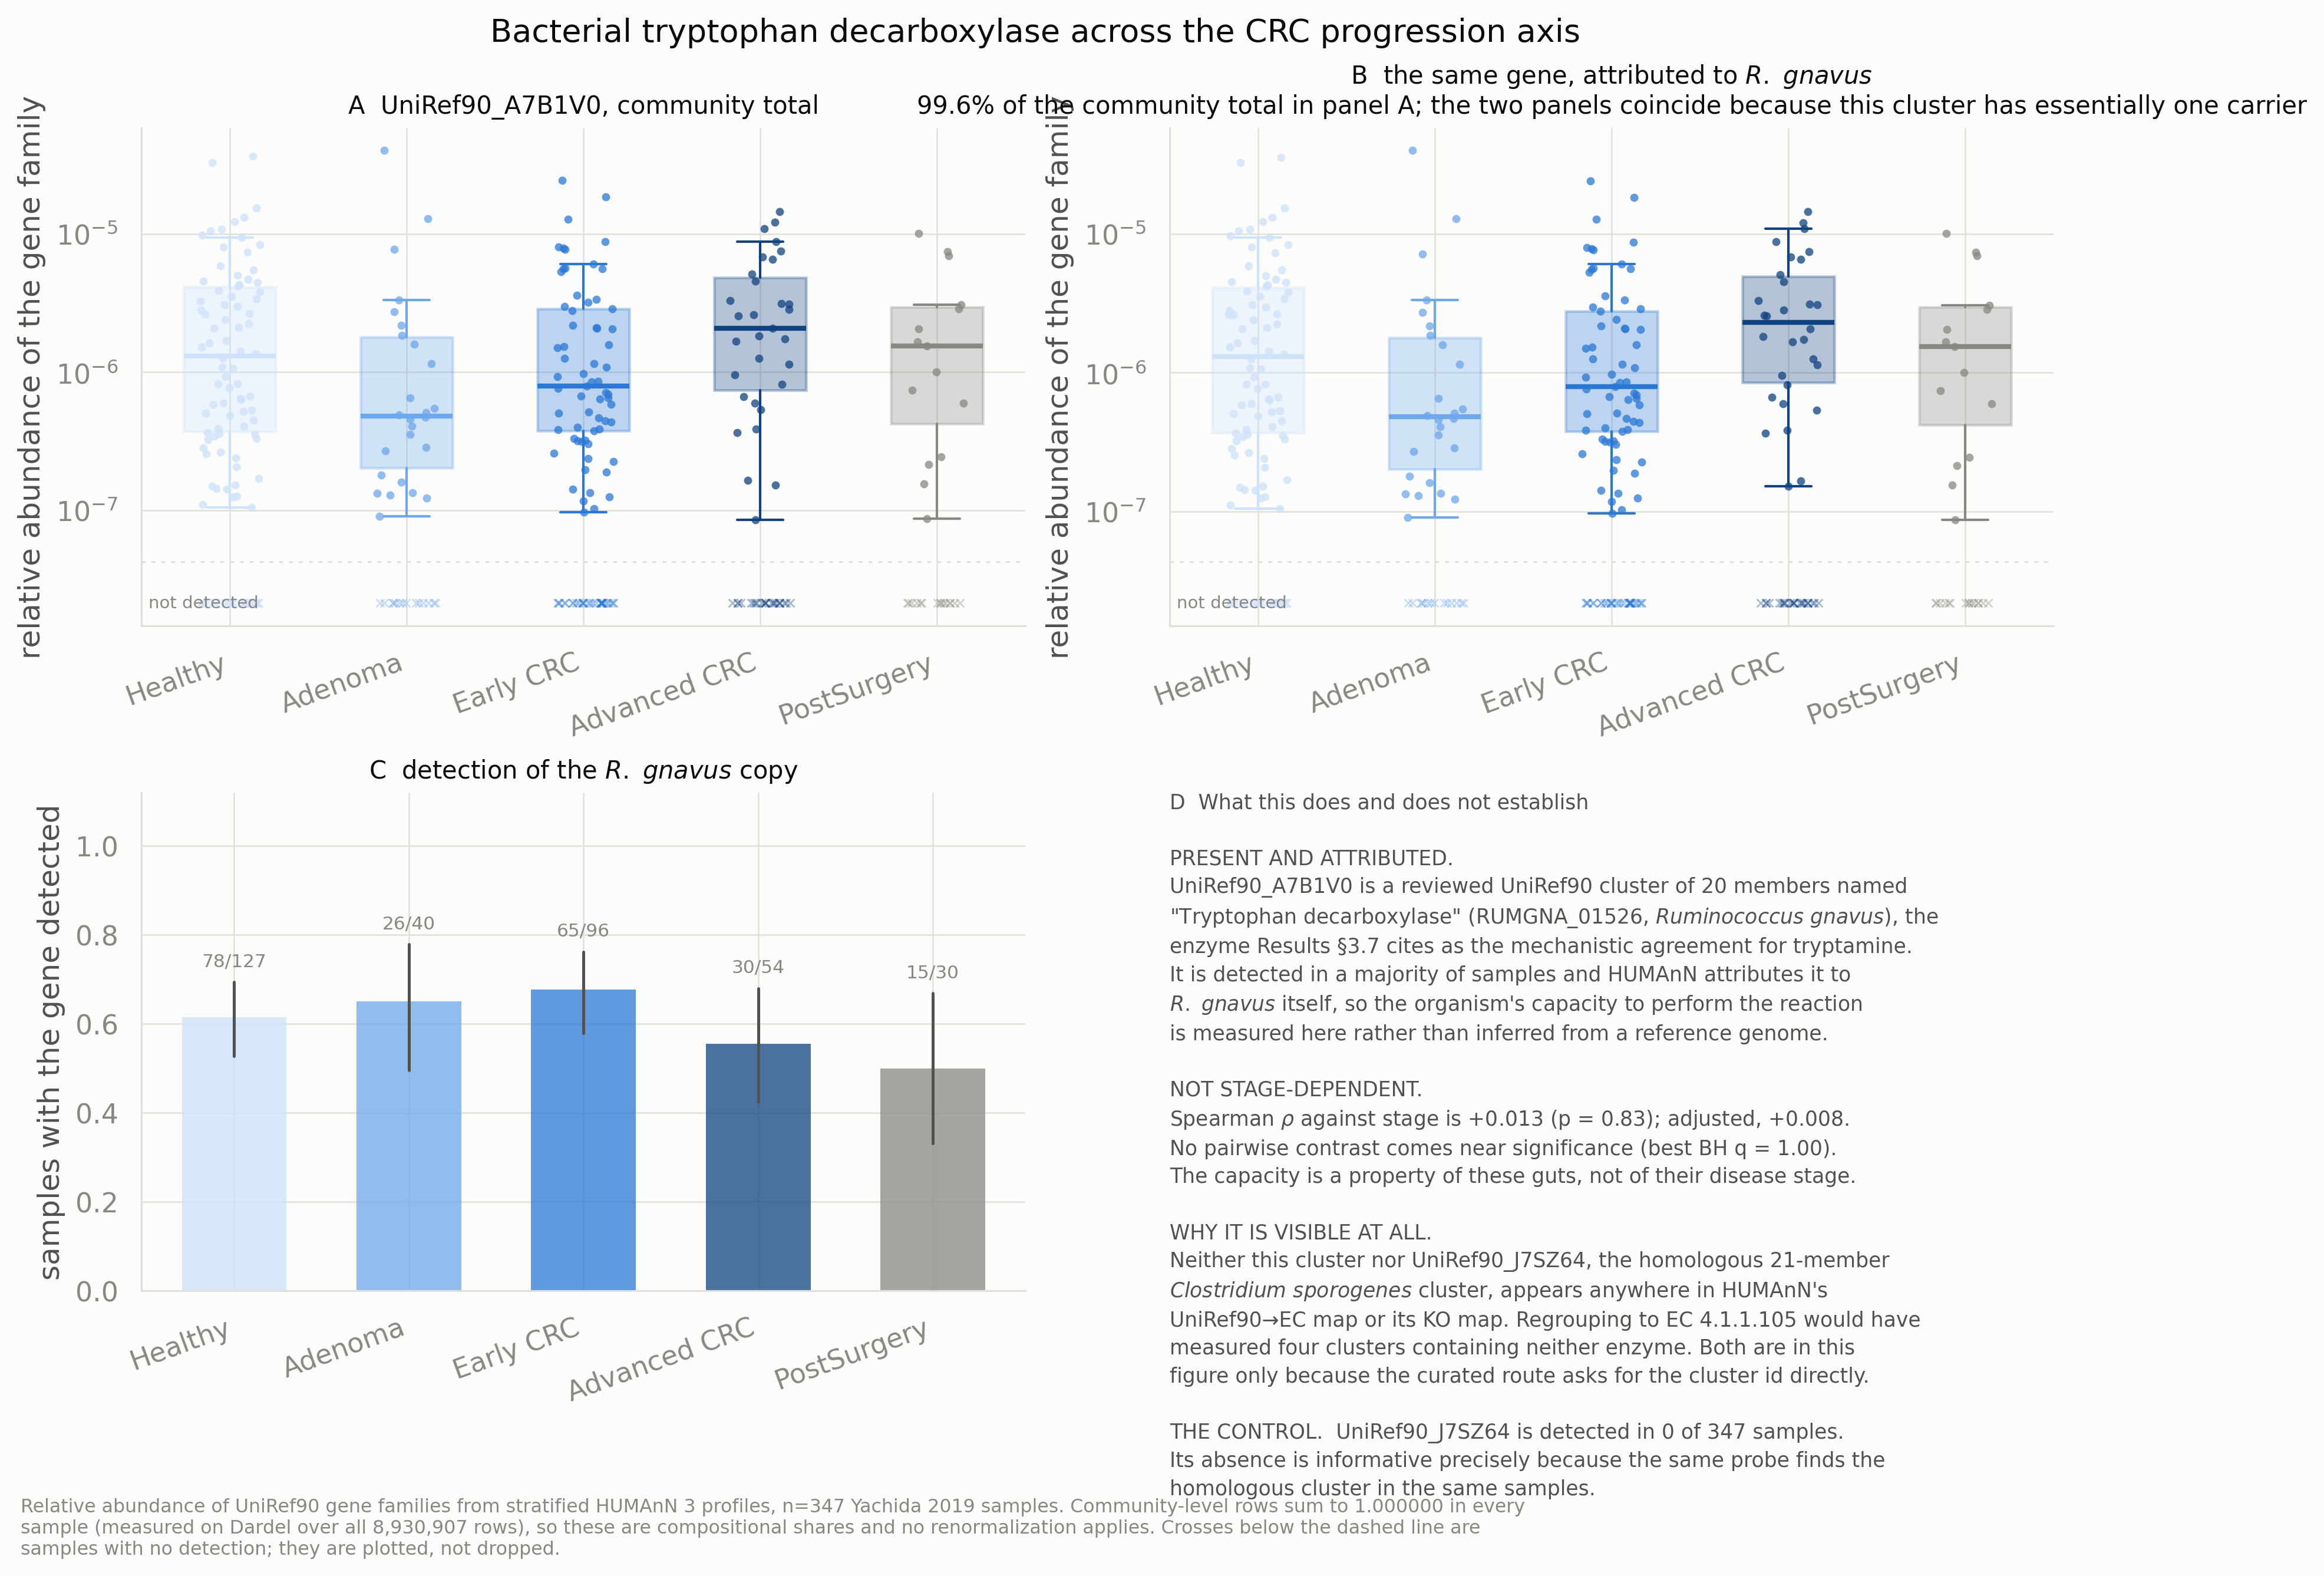 Bacterial tryptophan decarboxylase across the CRC progression axis
A  UniRef90_A7B1V0, community total
relative abundance of the gene family
10⁻⁵
10⁻⁶
10⁻⁷
not detected
Healthy
Adenoma
Early CRC
Advanced CRC
PostSurgery
B  the same gene, attributed to R. gnavus
99.6% of the community total in panel A; the two panels coincide because this cluster has essentially one carrier
relative abundance of the gene family
10⁻⁵
10⁻⁶
10⁻⁷
not detected
Healthy
Adenoma
Early CRC
Advanced CRC
PostSurgery
C  detection of the R. gnavus copy
samples with the gene detected
1.0
0.8
0.6
0.4
0.2
0.0
78/127
26/40
65/96
30/54
15/30
Healthy
Adenoma
Early CRC
Advanced CRC
PostSurgery
D  What this does and does not establish
PRESENT AND ATTRIBUTED.
UniRef90_A7B1V0 is a reviewed UniRef90 cluster of 20 members named
"Tryptophan decarboxylase" (RUMGNA_01526, Ruminococcus gnavus), the
enzyme Results §3.7 cites as the mechanistic agreement for tryptamine.
It is detected in a majority of samples and HUMAnN attributes it to
R. gnavus itself, so the organism's capacity to perform the reaction
is measured here rather than inferred from a reference genome.
NOT STAGE-DEPENDENT.
Spearman ρ against stage is +0.013 (p = 0.83); adjusted, +0.008.
No pairwise contrast comes near significance (best BH q = 1.00).
The capacity is a property of these guts, not of their disease stage.
WHY IT IS VISIBLE AT ALL.
Neither this cluster nor UniRef90_J7SZ64, the homologous 21-member
Clostridium sporogenes cluster, appears anywhere in HUMAnN's
UniRef90→EC map or its KO map. Regrouping to EC 4.1.1.105 would have
measured four clusters containing neither enzyme. Both are in this
figure only because the curated route asks for the cluster id directly.
THE CONTROL.  UniRef90_J7SZ64 is detected in 0 of 347 samples.
Its absence is informative precisely because the same probe finds the
homologous cluster in the same samples.
Relative abundance of UniRef90 gene families from stratified HUMAnN 3 profiles, n=347 Yachida 2019 samples. Community-level rows sum to 1.000000 in every
sample (measured on Dardel over all 8,930,907 rows), so these are compositional shares and no renormalization applies. Crosses below the dashed line are
samples with no detection; they are plotted, not dropped.